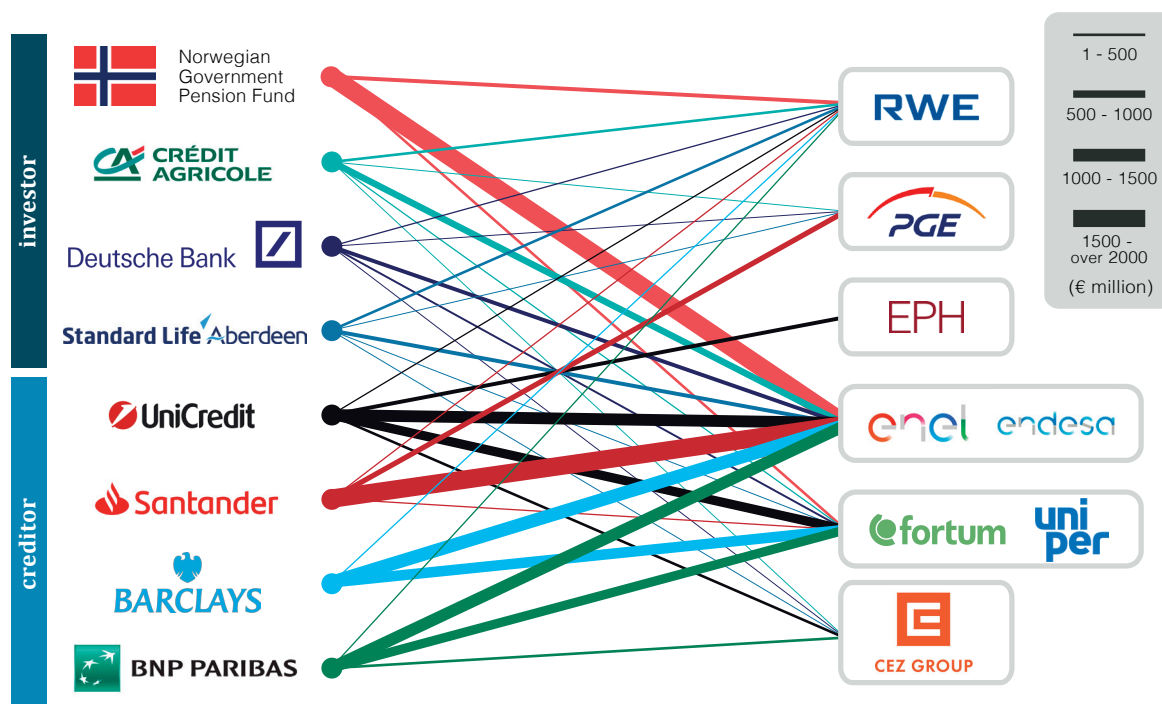 investor
Norwegian
Government
Pension Fund
CRÉDIT
AGRICOLE
Deutsche Bank
Standard Life Aberdeen
creditor
UniCredit
Santander
BARCLAYS
BNP PARIBAS
RWE
PGE
EPH
enel endesa
fortum
uni
per
CEZ GROUP
1 - 500
500 - 1000
1000 - 1500
1500 -
over 2000
(€ million)